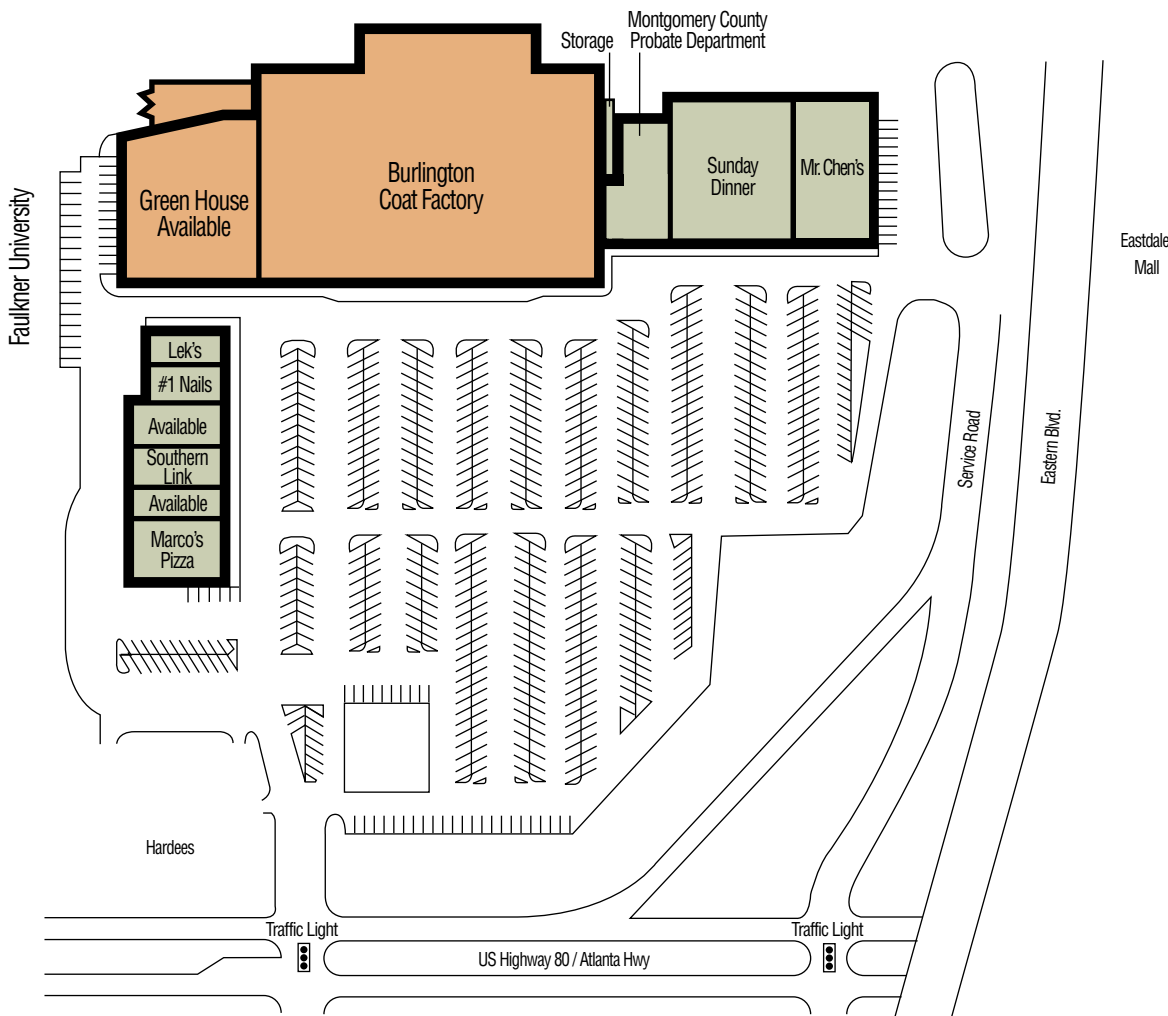 Montgomery County
Probate Department
Storage
Sunday
Dinner
Mr. Chen's
Burlington
Coat Factory
Green House
Available
Faulkner University
Eastdale
Mall
Lek's
#1 Nails
Available
Southern
Link
Available
Marco's
Pizza
Service Road
Eastern Blvd.
Hardees
Traffic Light
Traffic Light
US Highway 80 / Atlanta Hwy